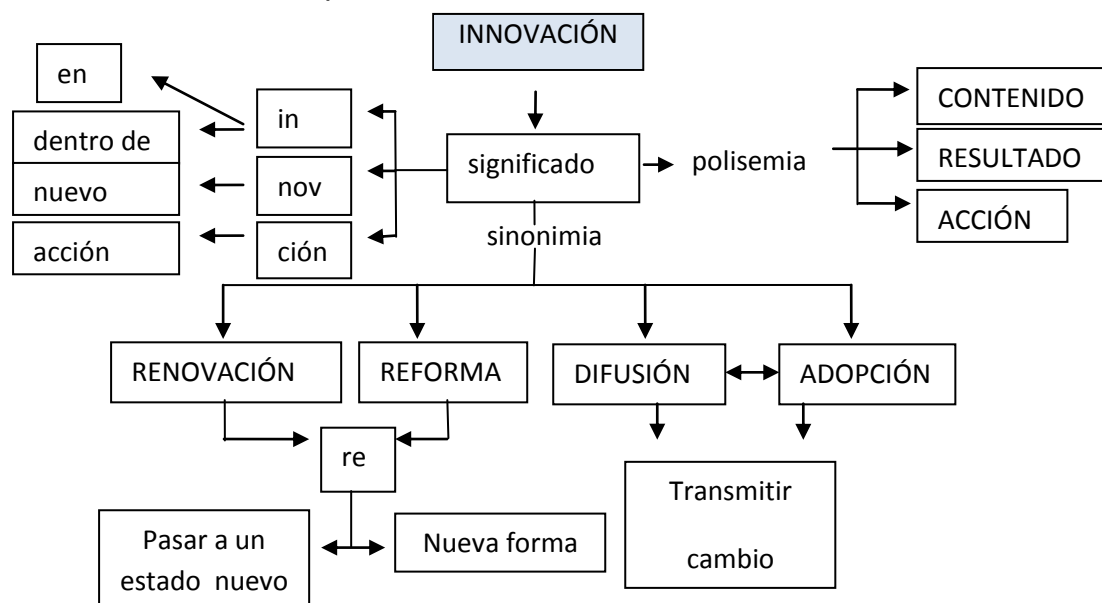 INNOVACIÓN
en
in
dentro de
nov
nuevo
ción
acción
significado
polisemia
CONTENIDO
RESULTADO
ACCIÓN
sinonimia
RENOVACIÓN
REFORMA
DIFUSIÓN
ADOPCIÓN
re
Pasar a un
estado nuevo
Nueva forma
Transmitir
cambio